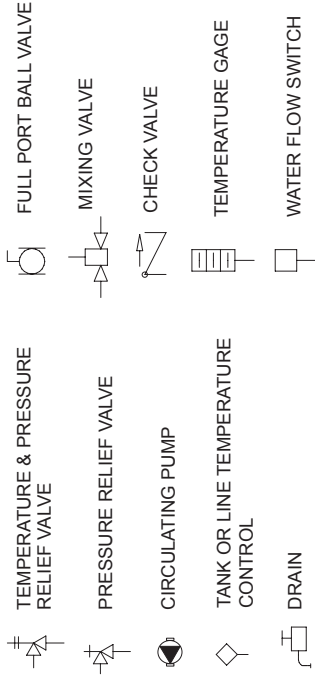 TEMPERATURE & PRESSURE
RELIEF VALVE
PRESSURE RELIEF VALVE
CIRCULATING PUMP
TANK OR LINE TEMPERATURE
CONTROL
DRAIN
FULL PORT BALL VALVE
MIXING VALVE
CHECK VALVE
TEMPERATURE GAGE
WATER FLOW SWITCH